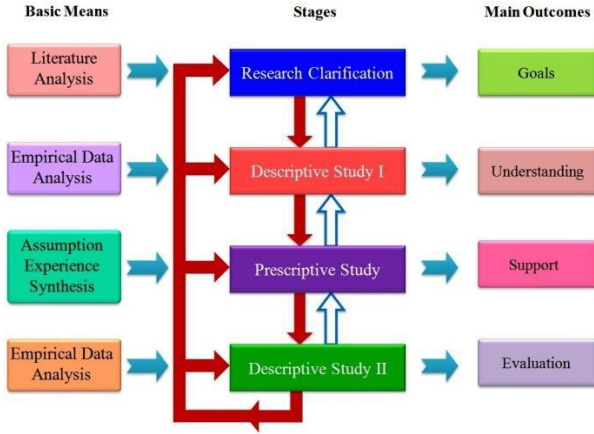 Basic Means
Stages
Main Outcomes
Literature
Analysis
Research Clarification
Goals
Empirical Data
Analysis
Descriptive Study I
Understanding
Assumption
Experience
Synthesis
Prescriptive Study
Support
Empirical Data
Analysis
Descriptive Study II
Evaluation